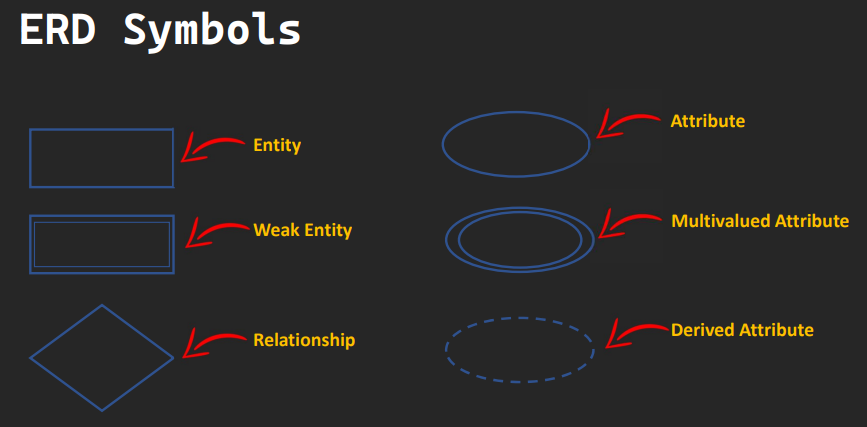 ERD Symbols
Entity
Attribute
Weak Entity
Multivalued Attribute
Relationship
Derived Attribute